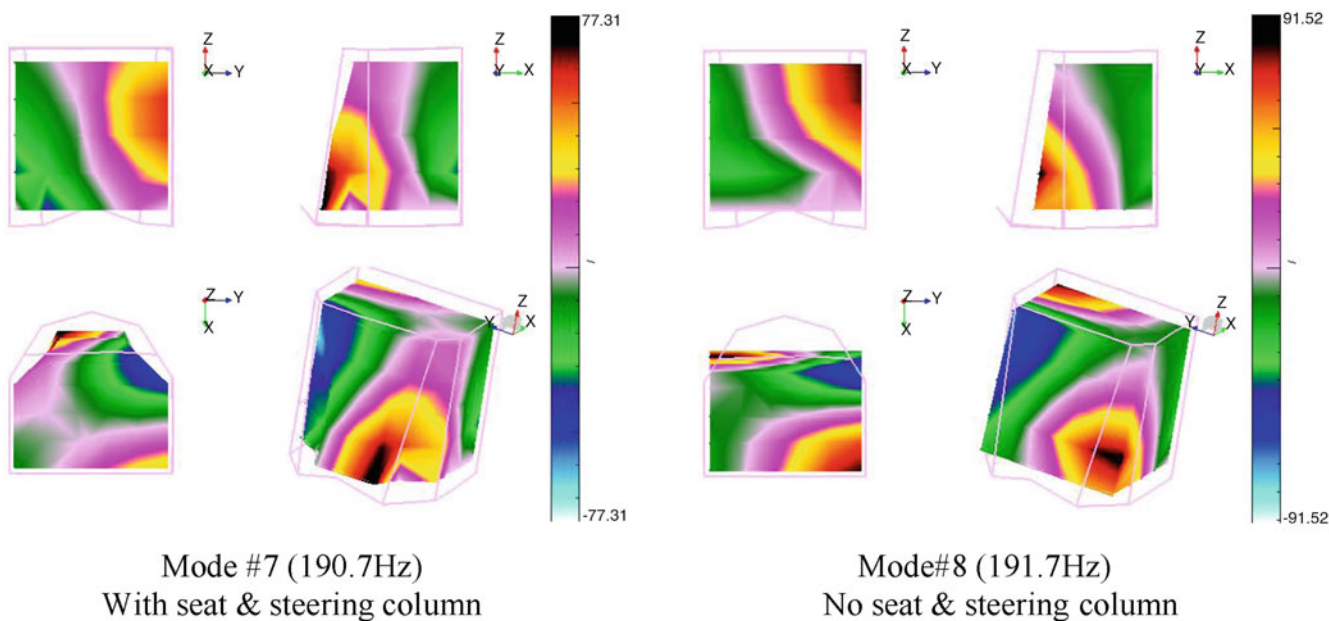 77.31
Z
X Y
Z
Y X
Z Y
X
Z
Y X
-77.31
91.52
Z
X Y
Z
Y X
Z Y
X
Z
Y X
-91.52
Mode #7 (190.7Hz)
With seat & steering column
Mode#8 (191.7Hz)
No seat & steering column